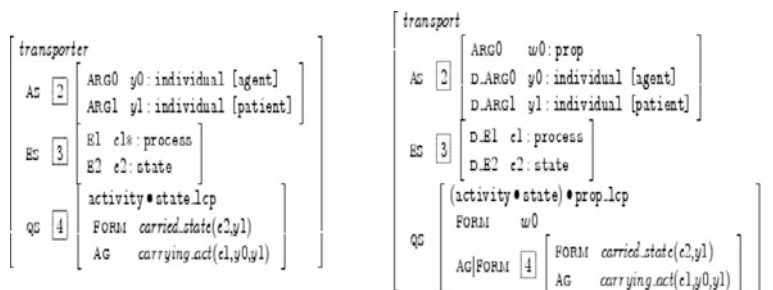 transporter
AS 2 ARG0 y0: individual [agent]
ARG1 y1: individual [patient]
ES 3 E1 e1*: process
E2 e2: state
QS 4 activity•state_lcp
FORM carried_state(e2,y1)
AG carrying_act(e1,y0,y1)
transport
AS 2 ARG0 w0: prop
D_ARG0 y0: individual [agent]
D_ARG1 y1: individual [patient]
ES 3 D_E1 e1: process
D_E2 e2: state
QS (activity•state)•prop_lcp
FORM w0
AG|FORM 4 FORM carried_state(e2,y1)
AG carrying_act(e1,y0,y1)